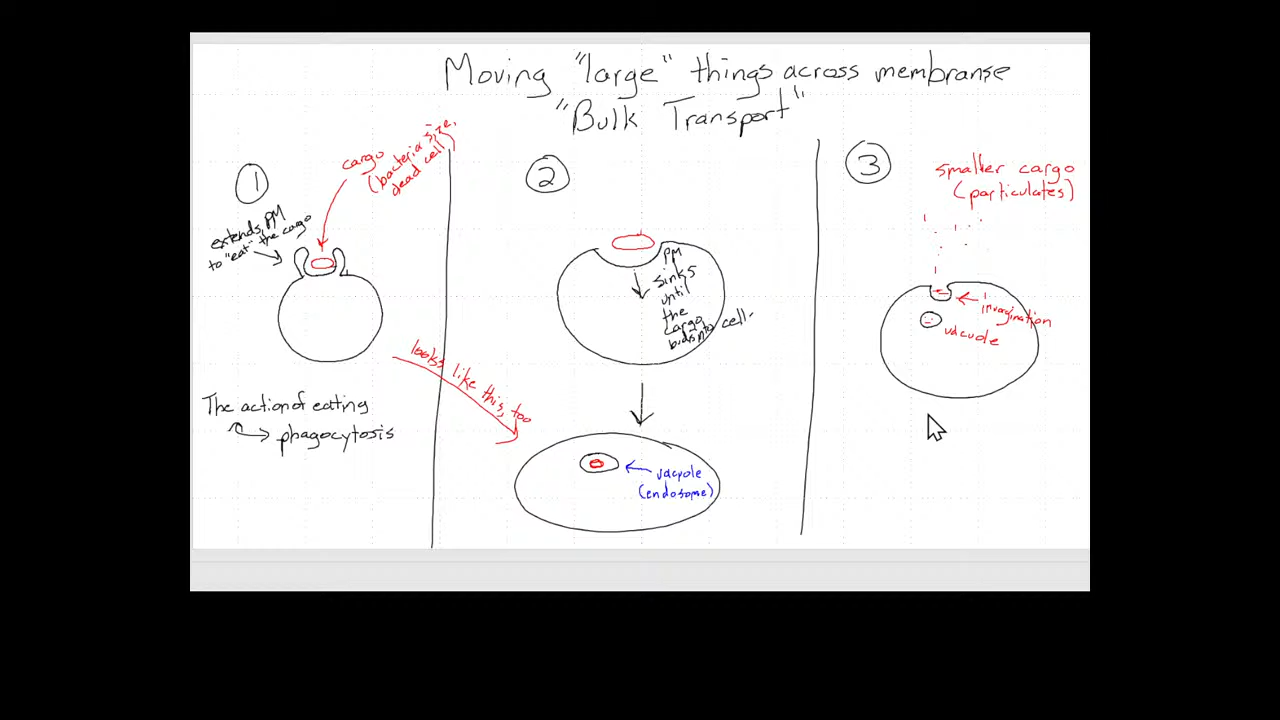 Moving "large" things across membranse
"Bulk Transport"
1
cargo
(bacteria size,
dead cell)
extends PM
to "eat" the cargo
The action of eating
phagocytosis
looks like this, too
2
PM
sinks
until
the
cargo
into cell.
vacuole
(endosome)
3
smaller cargo
(particulates)
invagination
vacuole